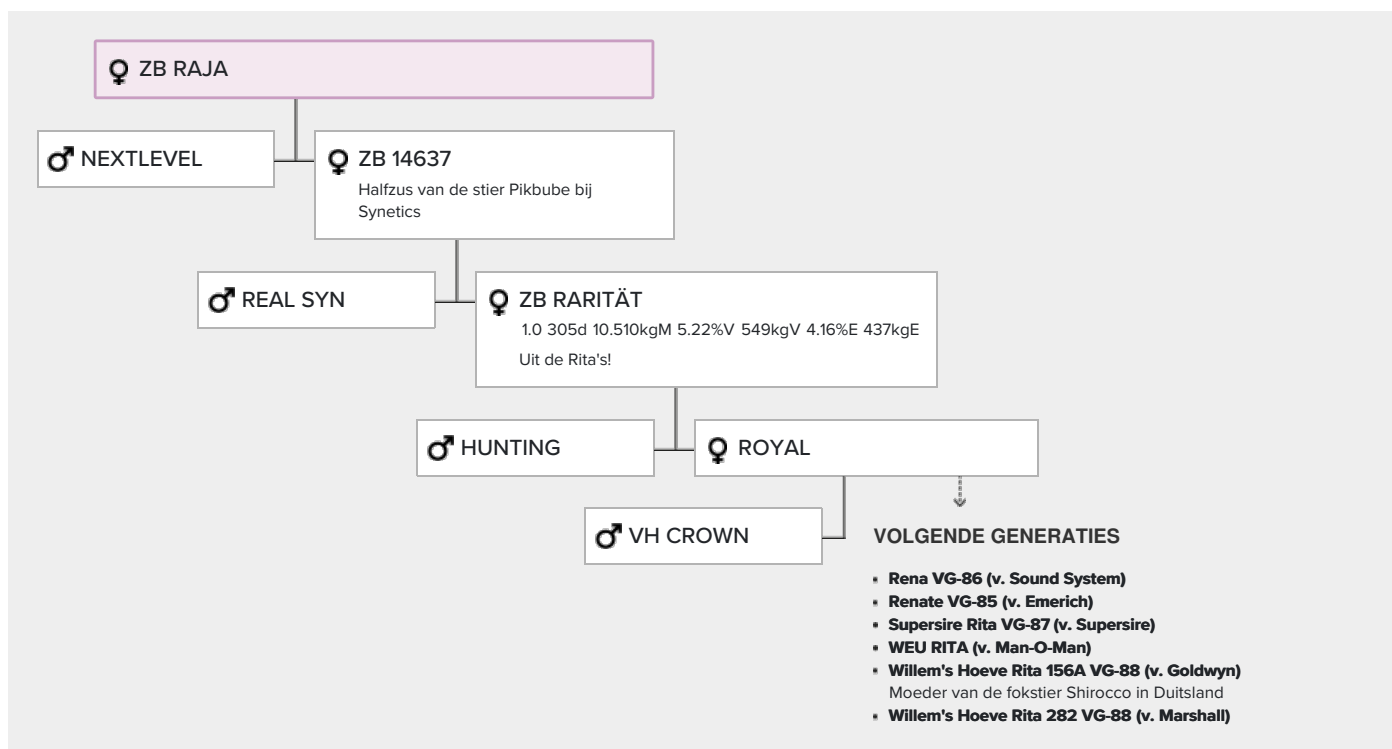 ZB RAJA
NEXTLEVEL
ZB 14637
Halfzus van de stier Pikbube bij
Synetics
REAL SYN
ZB RARITÄT
1.0 305d 10.510kgM 5.22%V 549kgV 4.16%E 437kgE
Uit de Rita's!
HUNTING
ROYAL
VH CROWN
VOLGENDE GENERATIES
Rena VG-86 (v. Sound System)
Renate VG-85 (v. Emerich)
Supersire Rita VG-87 (v. Supersire)
WEU RITA (v. Man-O-Man)
Willem's Hoeve Rita 156A VG-88 (v. Goldwyn)
Moeder van de fokstier Shirocco in Duitsland
Willem's Hoeve Rita 282 VG-88 (v. Marshall)